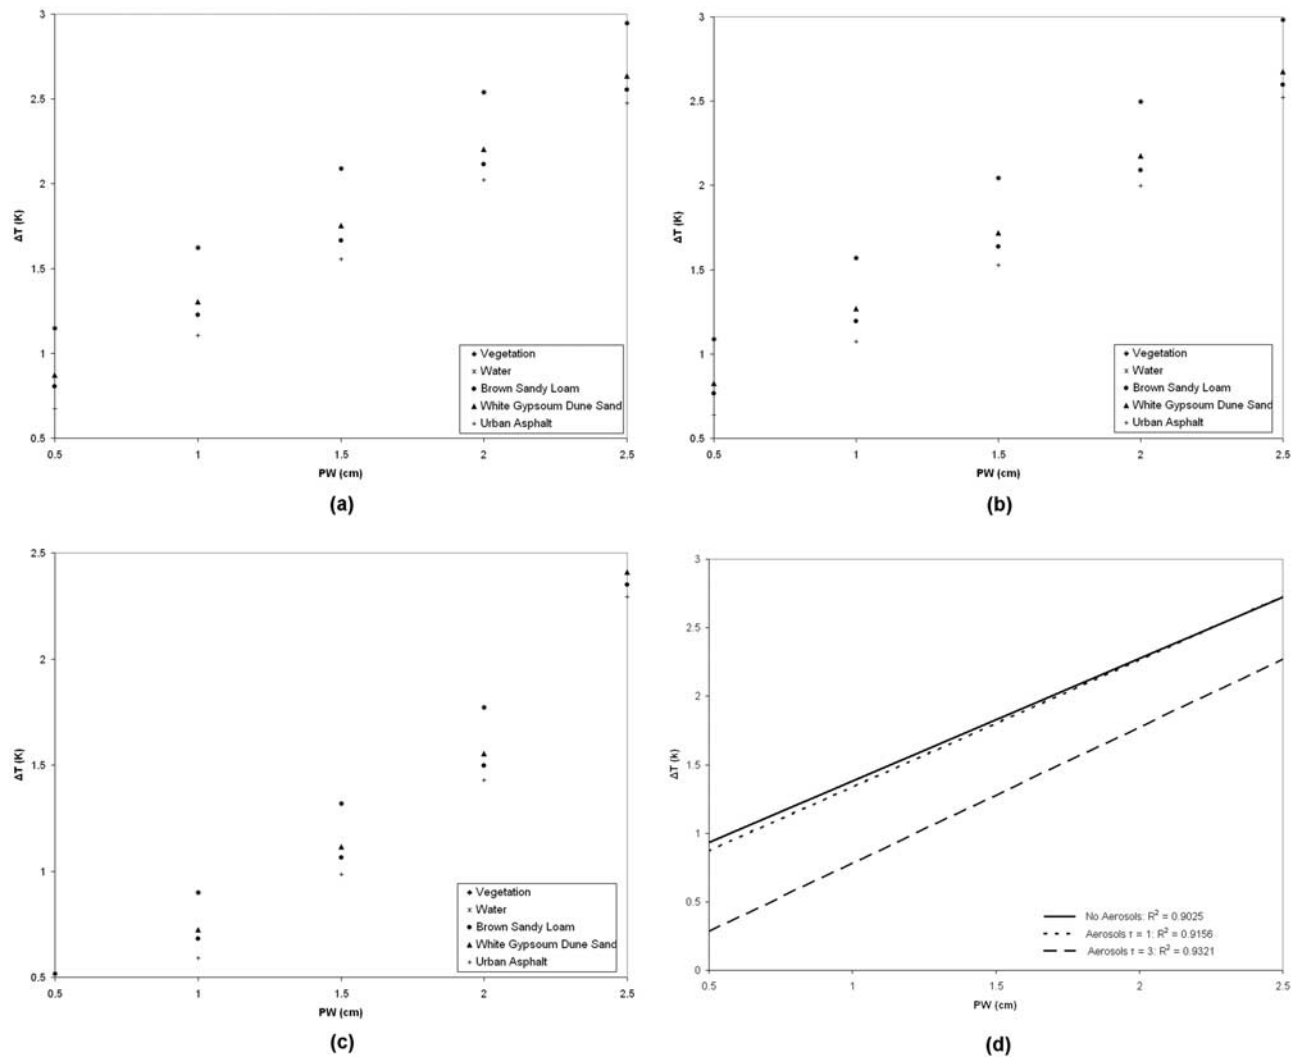 3
2.5
2
1.5
1
0.5
ΔT (K)
0.5 1 1.5 2 2.5
PW (cm)
Vegetation
Water
Brown Sandy Loam
White Gypsoum Dune Sand
Urban Asphalt
(a)
3
2.5
2
1.5
1
0.5
ΔT (K)
0.5 1 1.5 2 2.5
PW (cm)
Vegetation
Water
Brown Sandy Loam
White Gypsoum Dune Sand
Urban Asphalt
(b)
2.5
2
1.5
1
0.5
ΔT (K)
0.5 1 1.5 2 2.5
PW (cm)
Vegetation
Water
Brown Sandy Loam
White Gypsoum Dune Sand
Urban Asphalt
(c)
3
2.5
2
1.5
1
0.5
0
ΔT (k)
0.5 1 1.5 2 2.5
PW (cm)
No Aerosols: R² = 0.9025
Aerosols τ = 1: R² = 0.9156
Aerosols τ = 3: R² = 0.9321
(d)